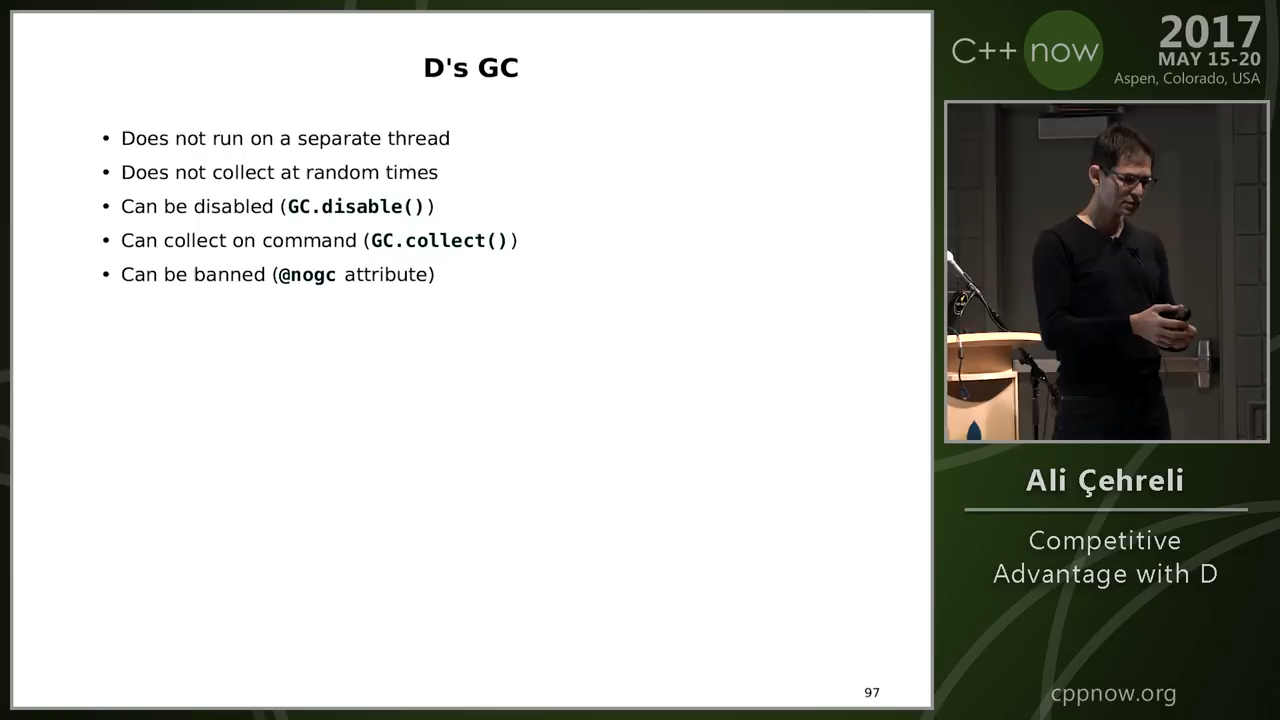 D's GC
• Does not run on a separate thread
• Does not collect at random times
• Can be disabled (GC.disable())
• Can collect on command (GC.collect())
• Can be banned (@nogc attribute)
97
C++ now
2017
MAY 15-20
Aspen, Colorado, USA
Ali Çehreli
Competitive
Advantage with D
cppnow.org